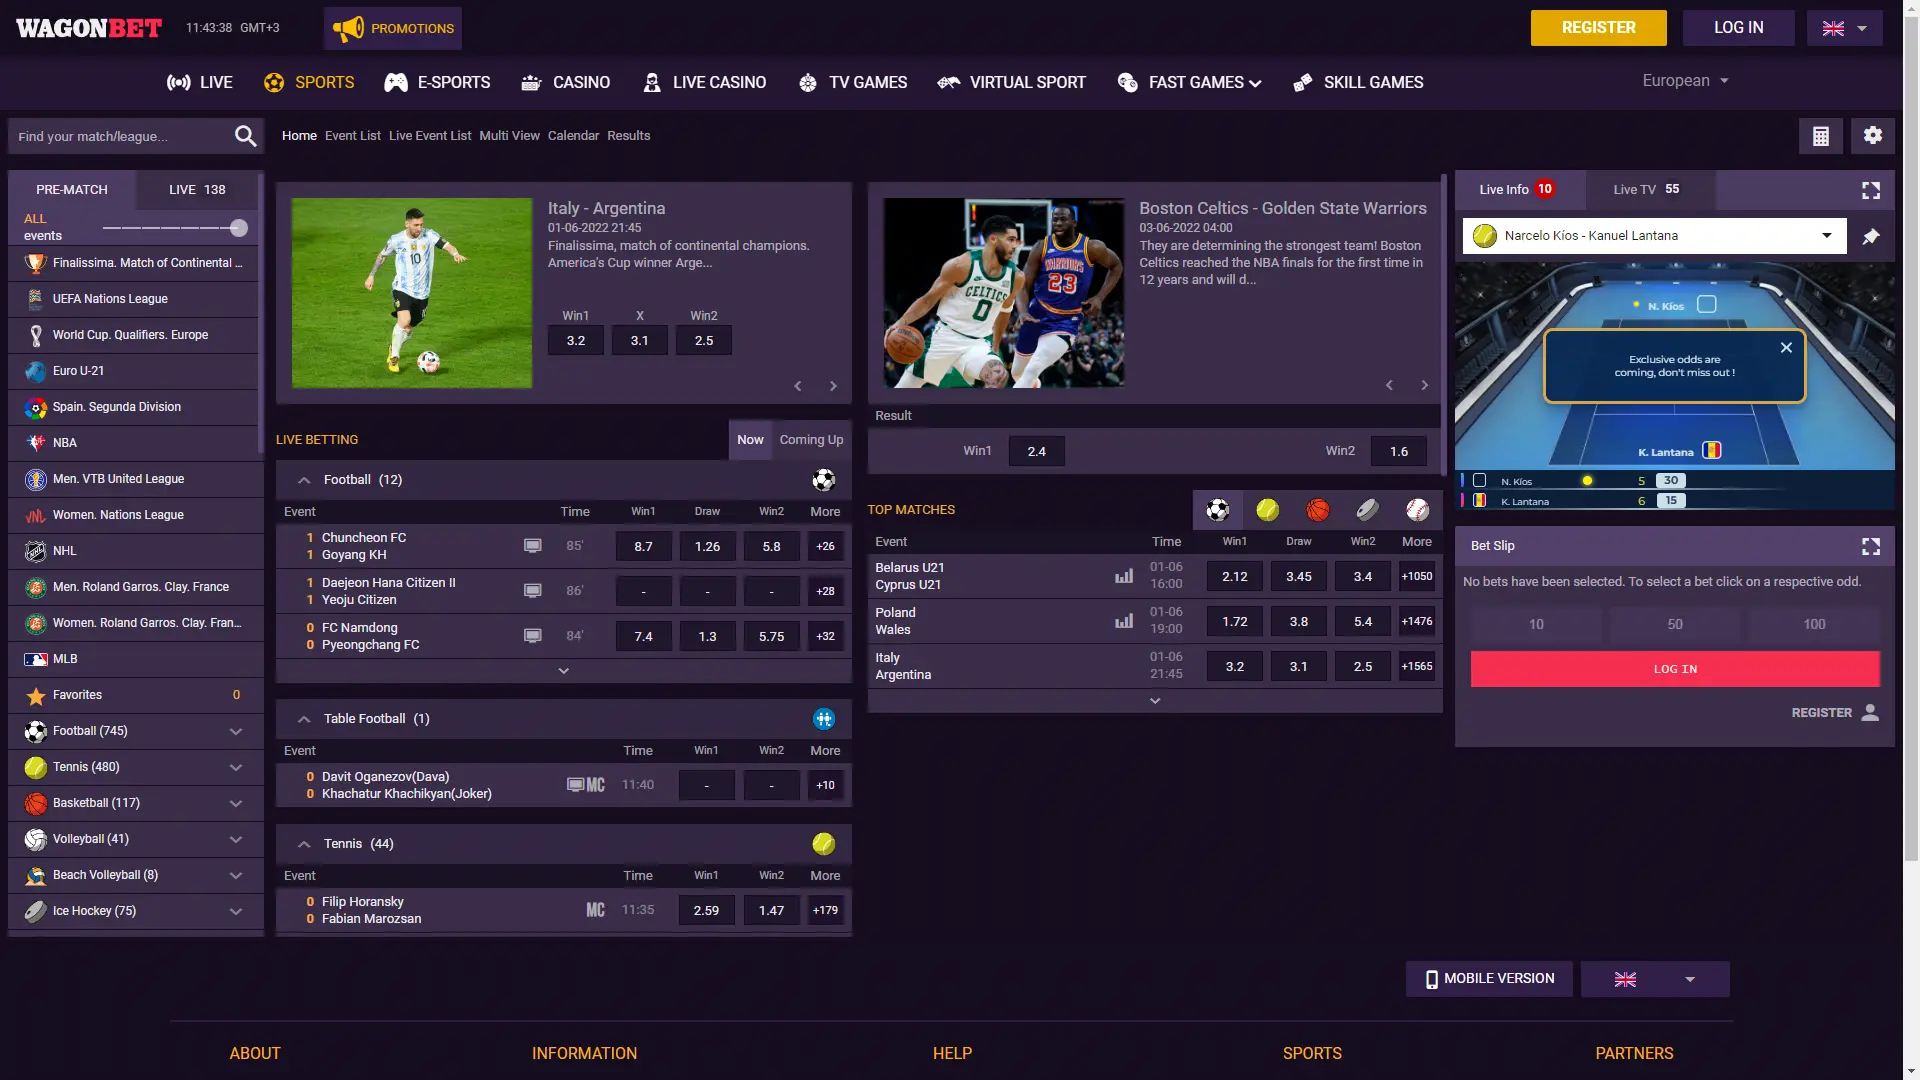 WAGONBET
11:43:38 GMT+3
PROMOTIONS
REGISTER
LOG IN
LIVE
SPORTS
E-SPORTS
CASINO
LIVE CASINO
TV GAMES
VIRTUAL SPORT
FAST GAMES
SKILL GAMES
European
Find your match/league...
Home Event List Live Event List Multi View Calendar Results
PRE-MATCH
LIVE 138
ALL
events
Finalissima. Match of Continental ...
UEFA Nations League
World Cup. Qualifiers. Europe
Euro U-21
Spain. Segunda Division
NBA
Men. VTB United League
Women. Nations League
NHL
Men. Roland Garros. Clay. France
Women. Roland Garros. Clay. Fran...
MLB
Favorites 0
Football (745)
Tennis (480)
Basketball (117)
Volleyball (41)
Beach Volleyball (8)
Ice Hockey (75)
Italy - Argentina
01-06-2022 21:45
Finalissima, match of continental champions.
America's Cup winner Arge...
Win1 X Win2
3.2 3.1 2.5
LIVE BETTING
Now
Coming Up
Football (12)
Event Time Win1 Draw Win2 More
1 Chuncheon FC
1 Goyang KH
85' 8.7 1.26 5.8 +26
1 Daejeon Hana Citizen II
1 Yeoju Citizen
86' - - - +28
0 FC Namdong
0 Pyeongchang FC
84' 7.4 1.3 5.75 +32
Table Football (1)
Event Time Win1 Win2 More
0 Davit Oganezov(Dava)
0 Khachatur Khachikyan(Joker)
MC 11:40 - - +10
Tennis (44)
Event Time Win1 Win2 More
0 Filip Horansky
0 Fabian Marozsan
MC 11:35 2.59 1.47 +179
Boston Celtics - Golden State Warriors
03-06-2022 04:00
They are determining the strongest team! Boston
Celtics reached the NBA finals for the first time in
12 years and will d...
CELTICS
0
WARRIORS
23
10
Result
Win1 2.4 Win2 1.6
TOP MATCHES
Event Time Win1 Draw Win2 More
Belarus U21
Cyprus U21
01-06
16:00
2.12 3.45 3.4 +1050
Poland
Wales
01-06
19:00
1.72 3.8 5.4 +1476
Italy
Argentina
01-06
21:45
3.2 3.1 2.5 +1565
Live Info 10
Live TV 55
Narcelo Kíos - Kanuel Lantana
N. Kíos
Exclusive odds are
coming, don't miss out !
K. Lantana
N. Kíos 5 30
K. Lantana 6 15
Bet Slip
No bets have been selected. To select a bet click on a respective odd.
10 50 100
LOG IN
REGISTER
MOBILE VERSION
ABOUT
INFORMATION
HELP
SPORTS
PARTNERS